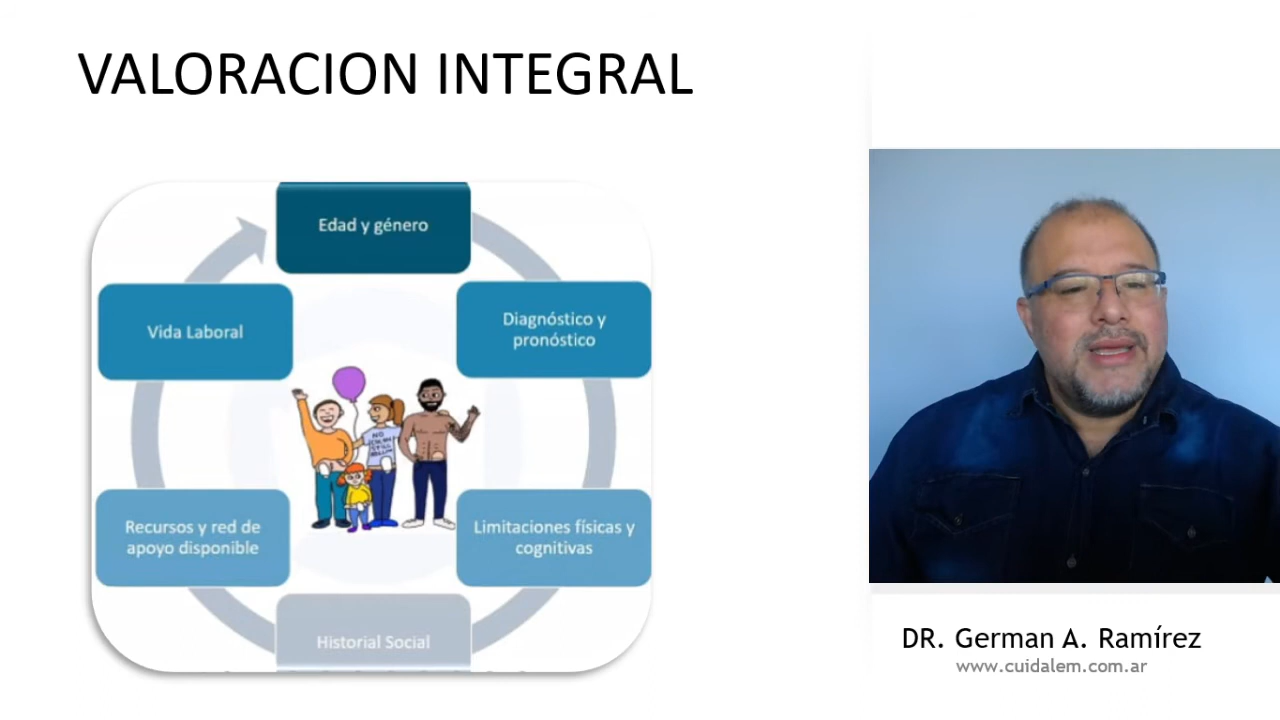 VALORACION INTEGRAL
Edad y género
Diagnóstico y
pronóstico
Limitaciones físicas y
cognitivas
Historial Social
Recursos y red de
apoyo disponible
Vida Laboral
DR. German A. Ramírez
www.cuidalem.com.ar